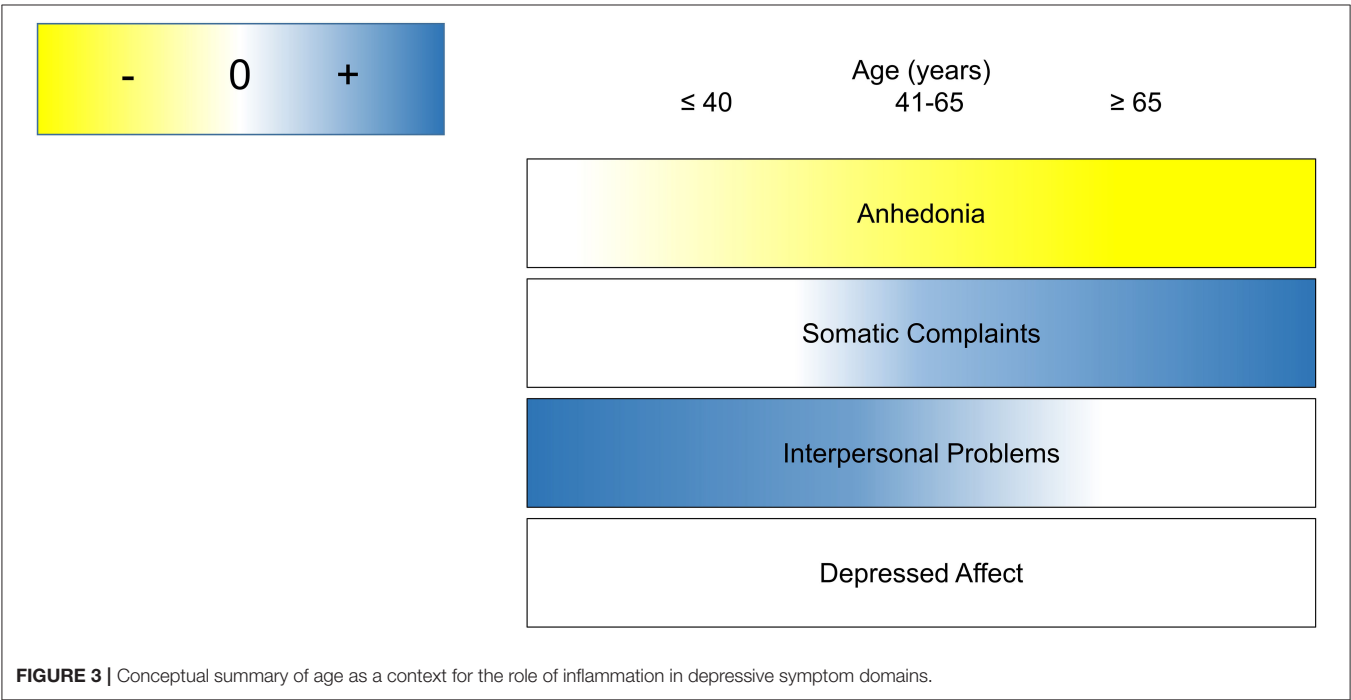 - 0 +
Age (years)
≤ 40 41-65 ≥ 65
Anhedonia
Somatic Complaints
Interpersonal Problems
Depressed Affect
FIGURE 3 | Conceptual summary of age as a context for the role of inflammation in depressive symptom domains.